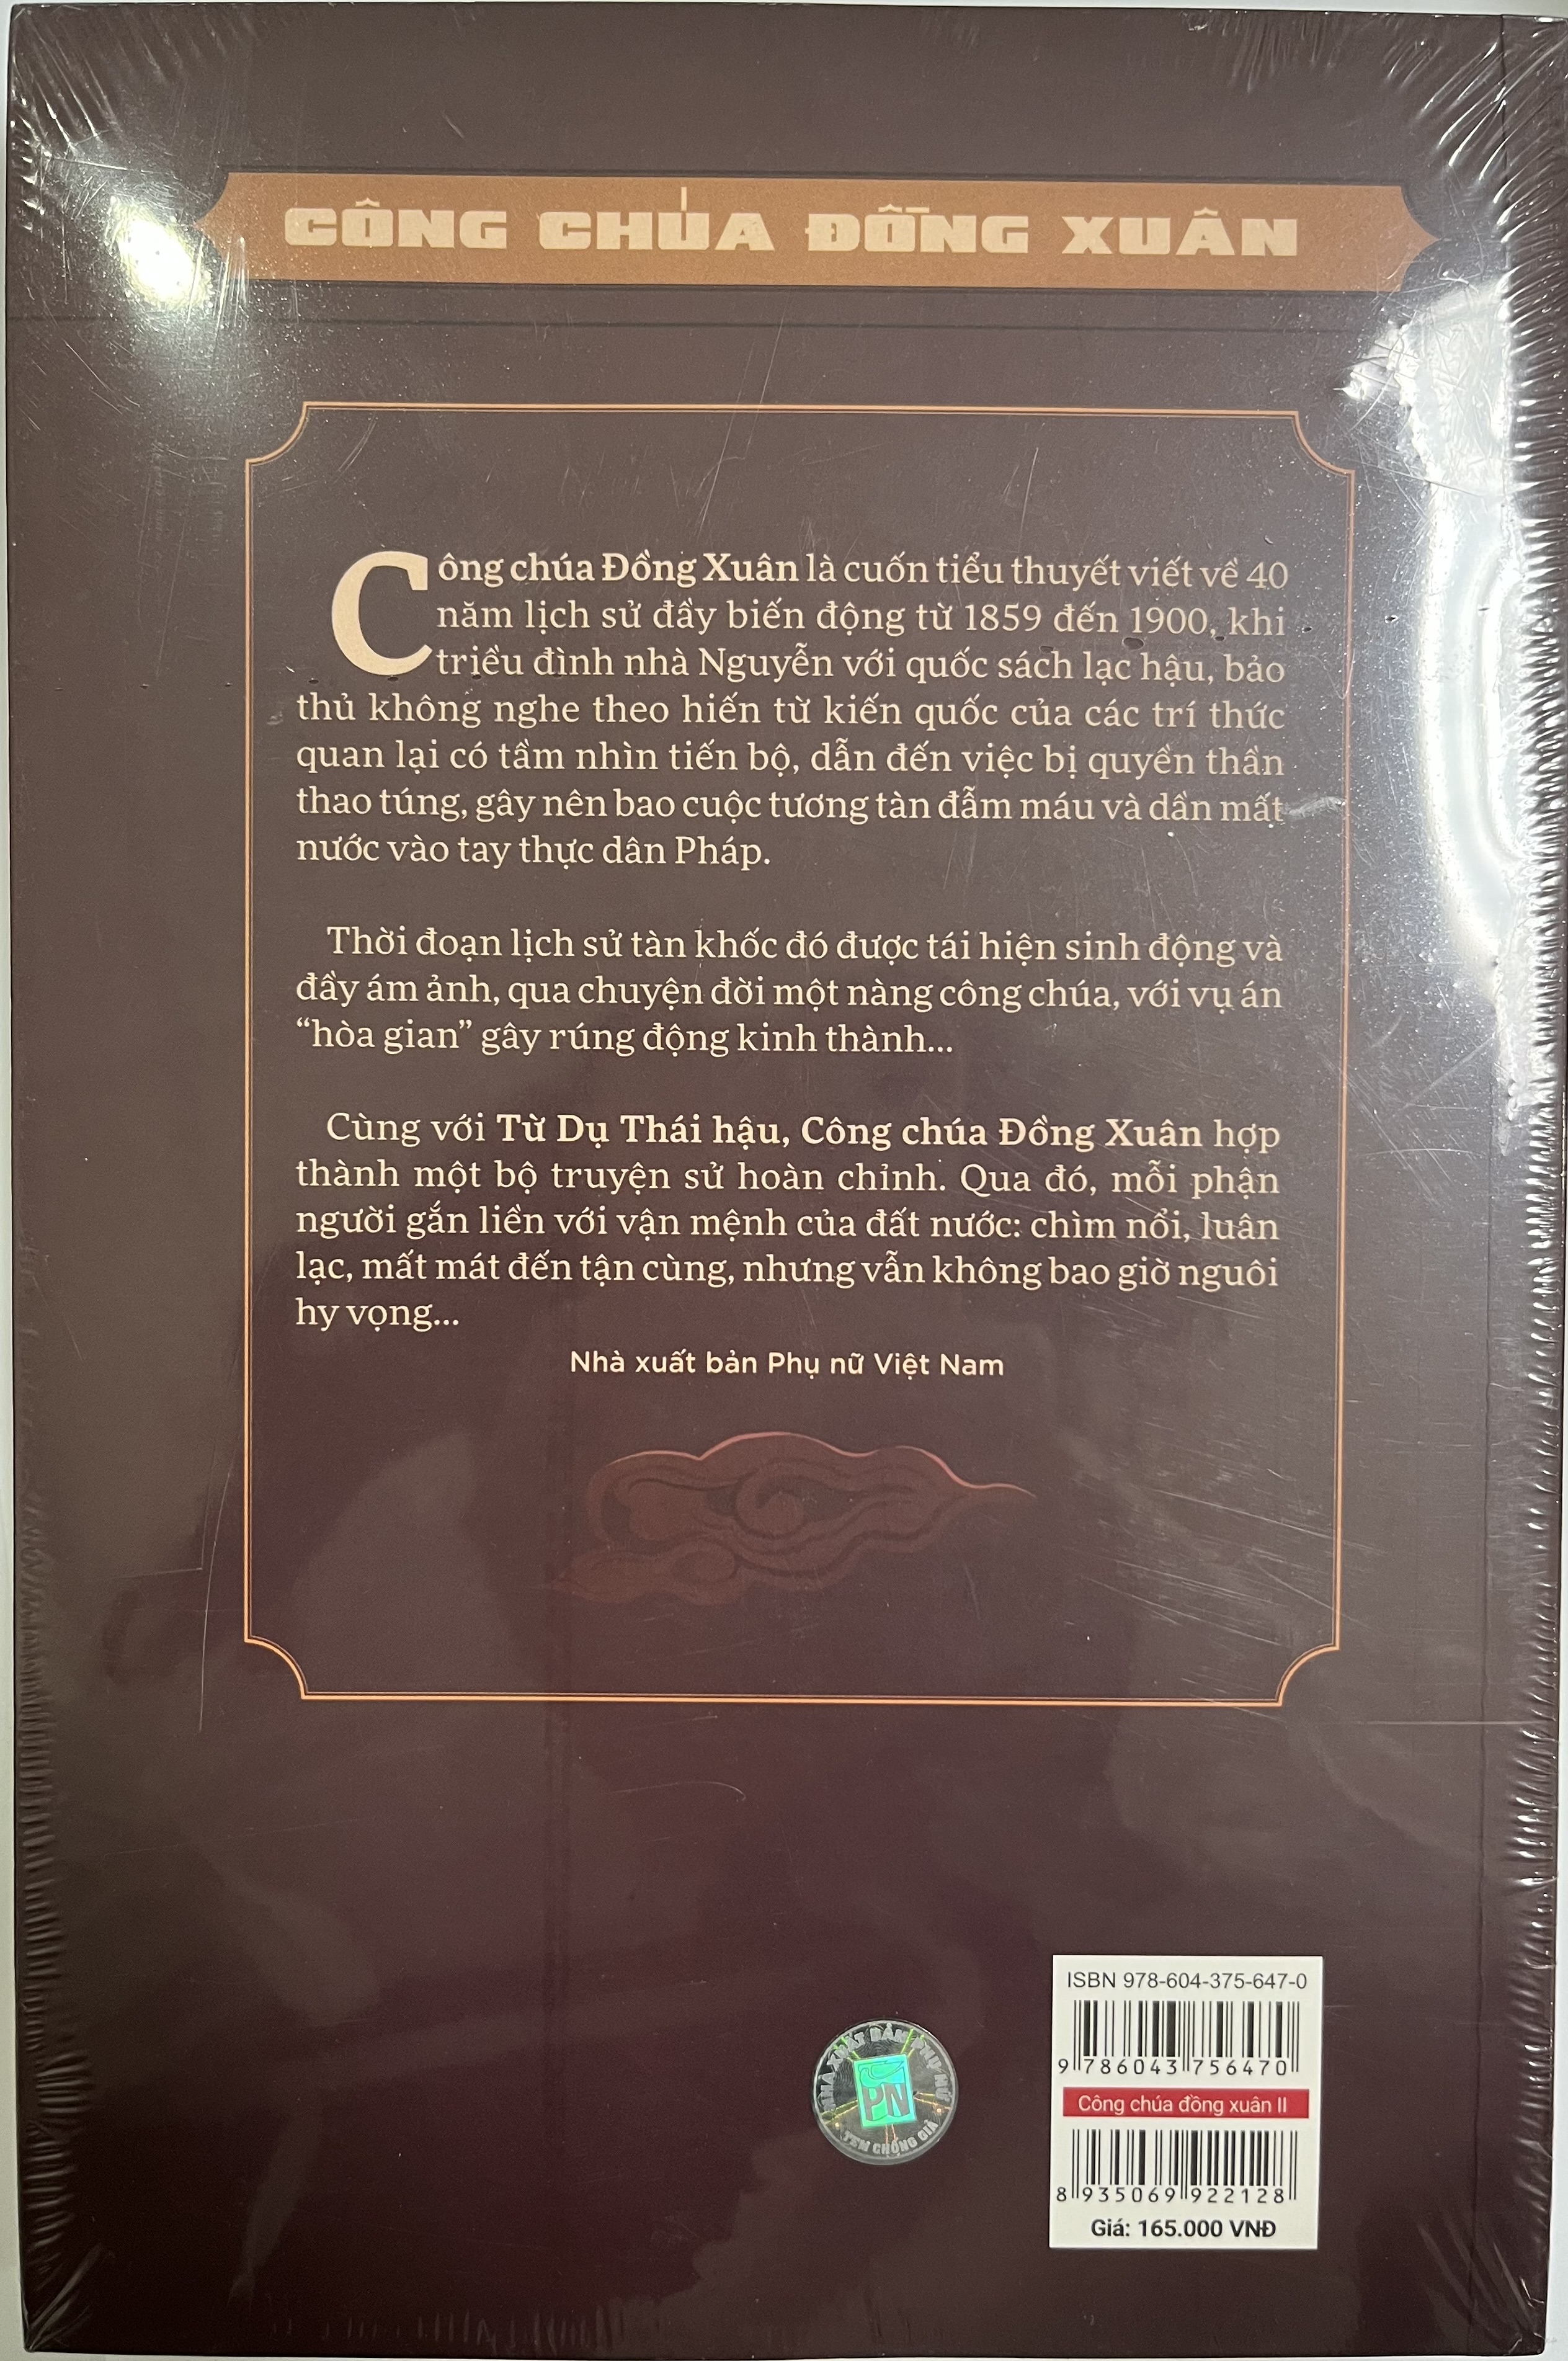 CÔNG CHÚA ĐỒNG XUÂN
Công chúa Đồng Xuân là cuốn tiểu thuyết viết về 40
năm lịch sử đầy biến động từ 1859 đến 1900, khi
triều đình nhà Nguyễn với quốc sách lạc hậu, bảo
thủ không nghe theo hiến từ kiến quốc của các trí thức
quan lại có tầm nhìn tiến bộ, dẫn đến việc bị quyền thần
thao túng, gây nên bao cuộc tương tàn đẫm máu và dần mất
nước vào tay thực dân Pháp.
Thời đoạn lịch sử tàn khốc đó được tái hiện sinh động và
đầy ám ảnh, qua chuyện đời một nàng công chúa, với vụ án
“hòa gian” gây rúng động kinh thành...
Cùng với Từ Dụ Thái hậu, Công chúa Đồng Xuân hợp
thành một bộ truyện sử hoàn chỉnh. Qua đó, mỗi phận
người gắn liền với vận mệnh của đất nước: chìm nổi, luân
lạc, mất mát đến tận cùng, nhưng vẫn không bao giờ nguôi
hy vọng...
Nhà xuất bản Phụ nữ Việt Nam
NHÀ XUẤT BẢN PHỤ NỮ
PN
TEM CHỐNG GIẢ
ISBN 978-604-375-647-0
9 786043 756470
Công chúa đồng xuân II
8 935069 922128
Giá: 165.000 VNĐ